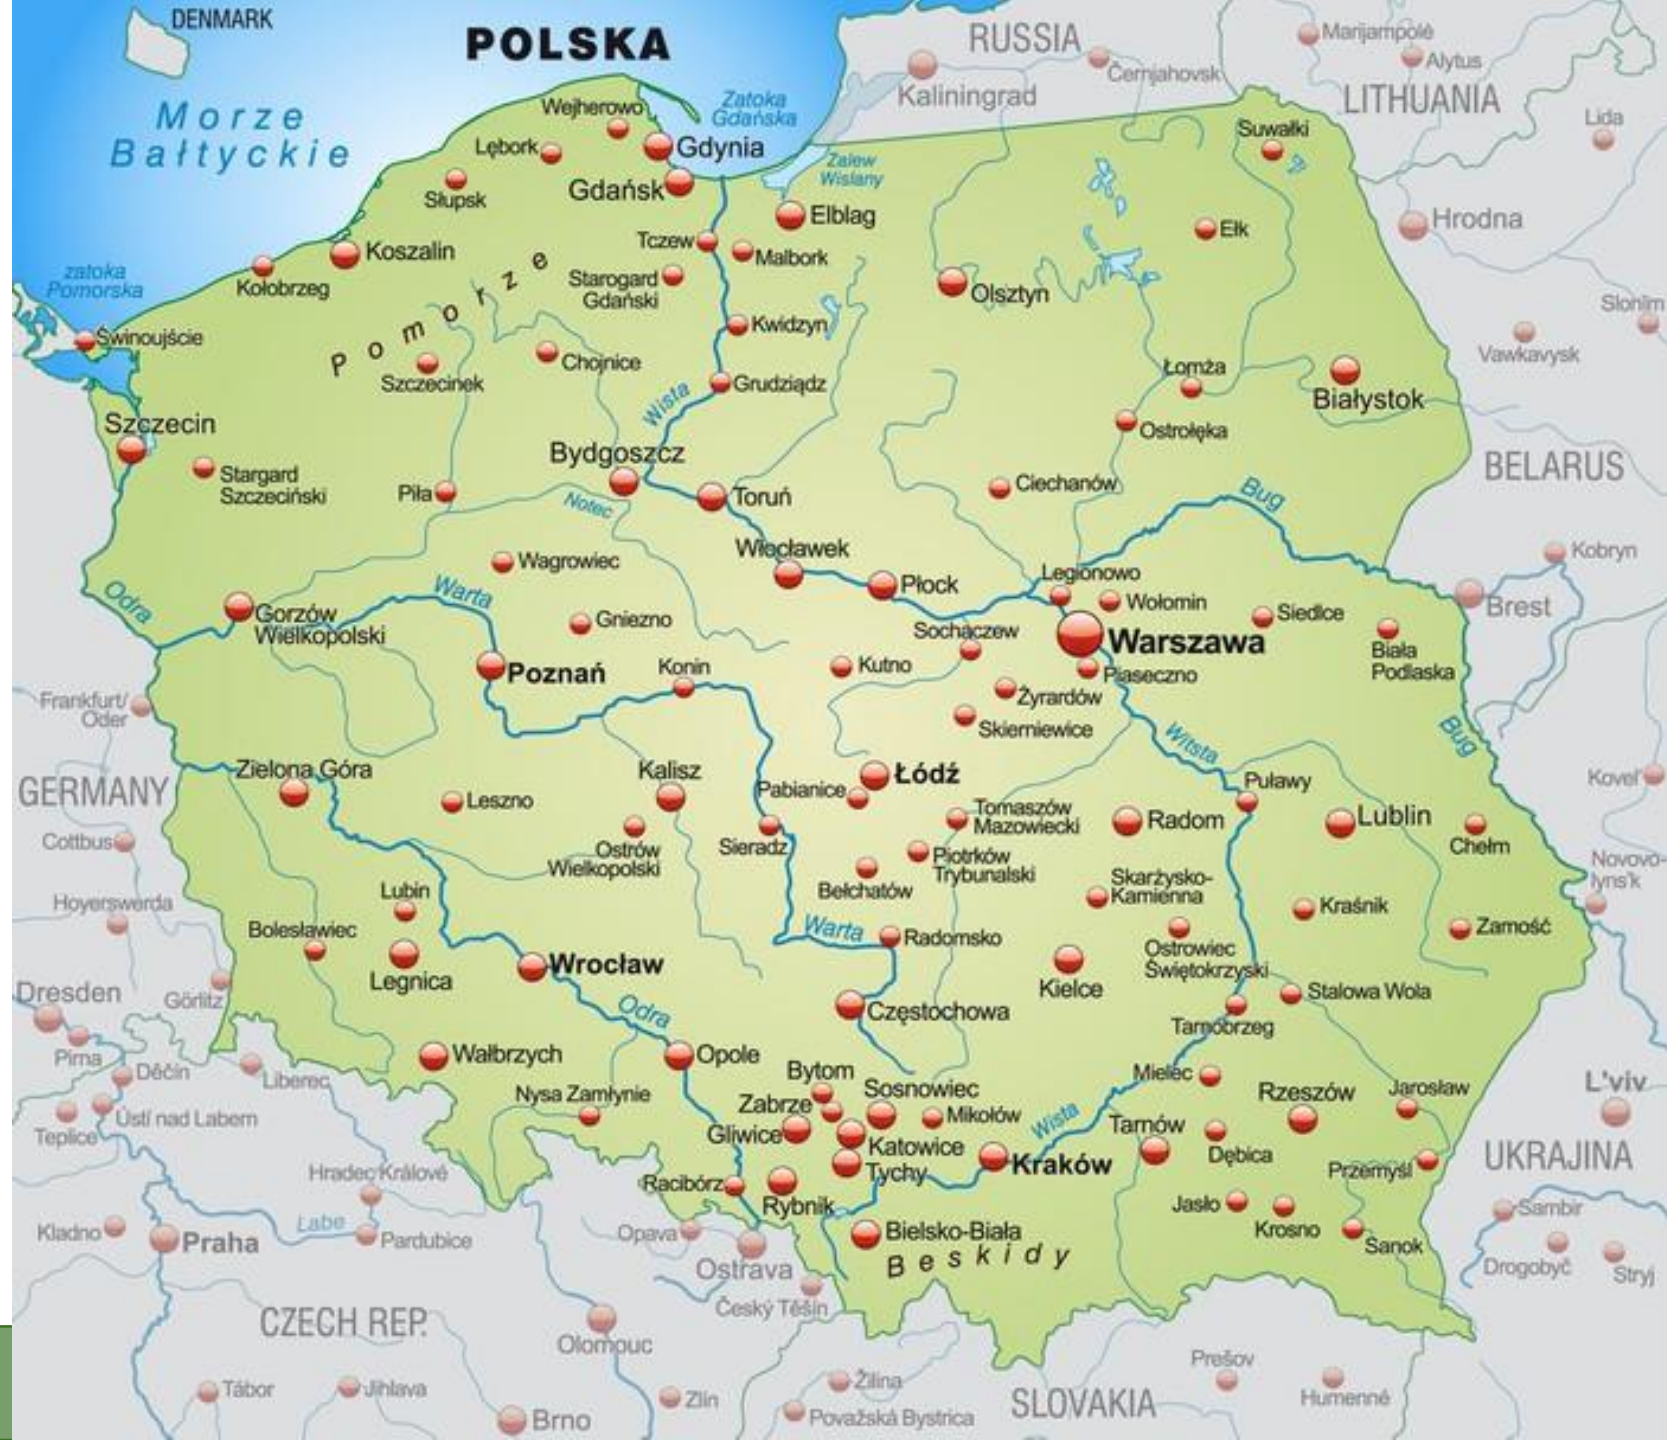 DENMARK
POLSKA
RUSSIA
Marijampolė
Alytus
Černjahovsk
Kaliningrad
LITHUANIA
Lida
Morze
Bałtyckie
Zatoka
Gdańska
Wejherowo
Lębork
Gdynia
Suwałki
Zalew
Wislany
Słupsk
Gdańsk
Elbląg
Ełk
Hrodna
Koszalin
Tczew
Malbork
zatoka
Pomorska
Kołobrzeg
Starogard
Gdański
Olsztyn
Slonim
Świnoujście
Pomorze
Kwidzyn
Vawkavysk
Szczecinek
Chojnice
Grudziądz
Łomża
Białystok
Wista
Szczecin
Ostrołęka
Bydgoszcz
BELARUS
Stargard
Szczeciński
Piła
Toruń
Ciechanów
Bug
Notec
Włocławek
Kobryn
Wagrowiec
Legionowo
Płock
Odra
Warta
Wołomin
Siedlce
Brest
Gorzów
Wielkopolski
Gniezno
Sochaczew
Warszawa
Biała
Podlaska
Poznań
Konin
Kutno
Piaseczno
Żyrardów
Frankfurt/
Oder
Skierniewice
Witsta
Bug
Zielona Góra
Kalisz
Łódź
Puławy
Kovel'
GERMANY
Leszno
Pabianice
Tomaszów
Mazowiecki
Radom
Lublin
Cottbus
Ostrów
Wielkopolski
Sieradz
Piotrków
Trybunalski
Chełm
Novovo-
lyns'k
Bełchatów
Skarżysko-
Kamienna
Hoyerswerda
Lubin
Kraśnik
Bolesławiec
Warta
Radomsko
Zamość
Legnica
Wrocław
Ostrowiec
Świętokrzyski
Kielce
Dresden
Görlitz
Stalowa Wola
Odra
Częstochowa
Tarnobrzeg
Pirna
Wałbrzych
Opole
Děčín
Liberec
Bytom
Mielec
L'viv
Nysa Zamłynie
Sosnowiec
Rzeszów
Jarosław
Zabrze
Mikołów
Ústí nad Labem
Teplice
Gliwice
Wista
Tarnów
Katowice
Kraków
Dębica
Przemyśl
UKRAJINA
Hradec Králové
Tychy
Racibórz
Rybnik
Jasło
Krosno
Sambir
Labe
Kladno
Praha
Pardubice
Opava
Bielsko-Biała
Sanok
Beskidy
Ostrava
Drogobyč
Stryj
Český Těšín
CZECH REP.
Olomouc
Prešov
Tábor
Jihlava
Zlín
Žilina
Humenné
SLOVAKIA
Brno
Považská Bystrica